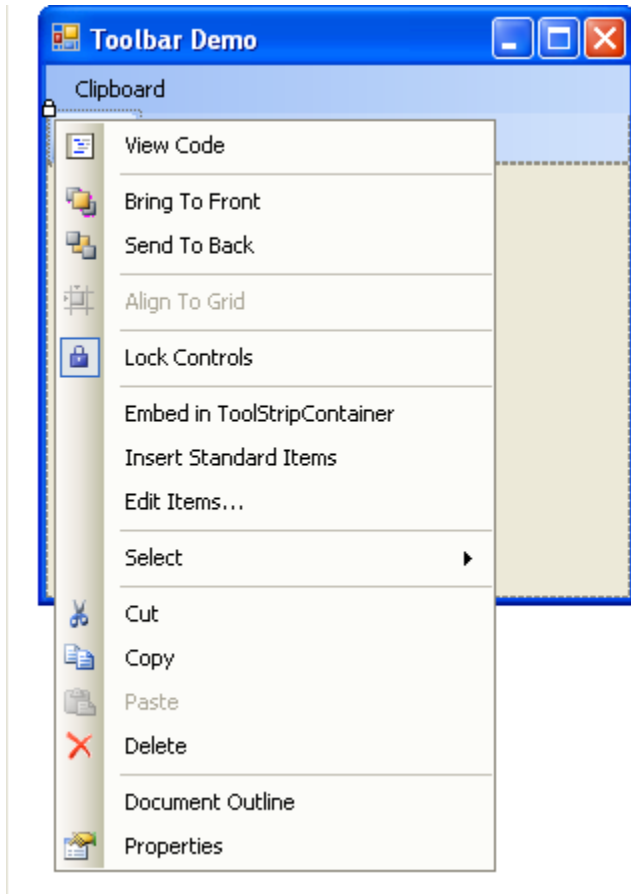 Toolbar Demo
Clipboard
View Code
Bring To Front
Send To Back
Align To Grid
Lock Controls
Embed in ToolStripContainer
Insert Standard Items
Edit Items...
Select
Cut
Copy
Paste
Delete
Document Outline
Properties